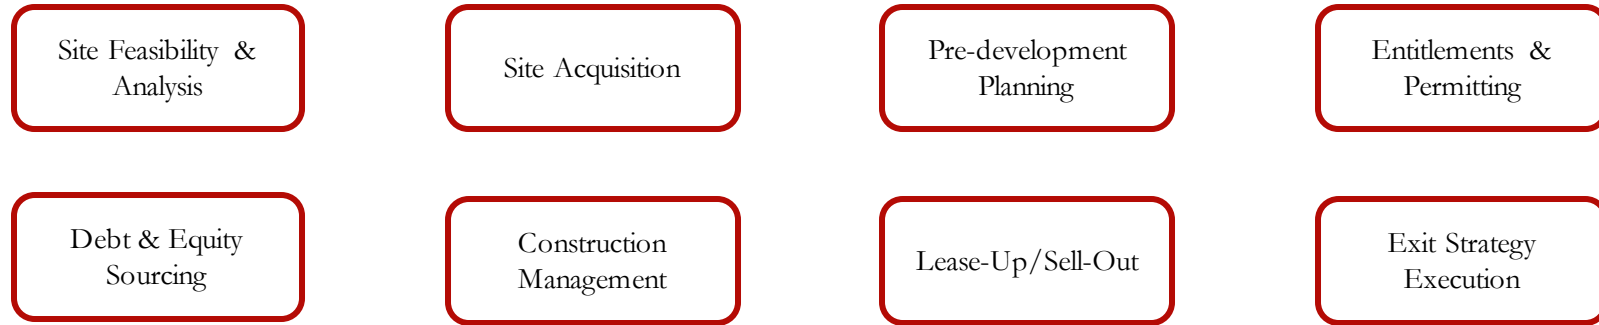 Site Feasibility &
Analysis
Site Acquisition
Pre-development
Planning
Entitlements &
Permitting
Debt & Equity
Sourcing
Construction
Management
Lease-Up/Sell-Out
Exit Strategy
Execution